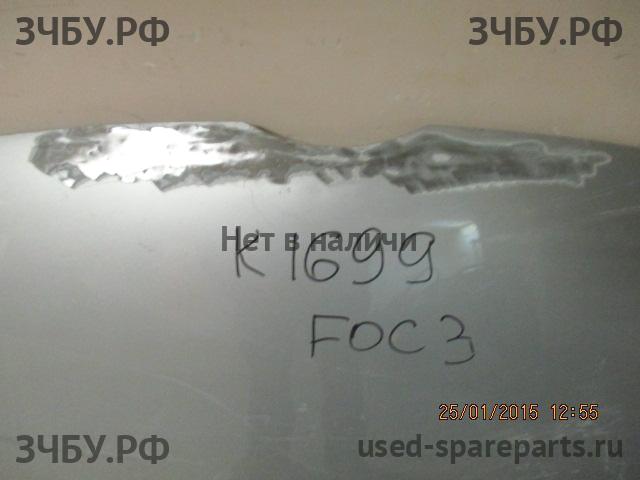 ЗЧБУ.РФ ЗЧБУ.РФ
Нет в наличи
K1699
FOC3
25/01/2015 12:55
ЗЧБУ.РФ used-spareparts.ru